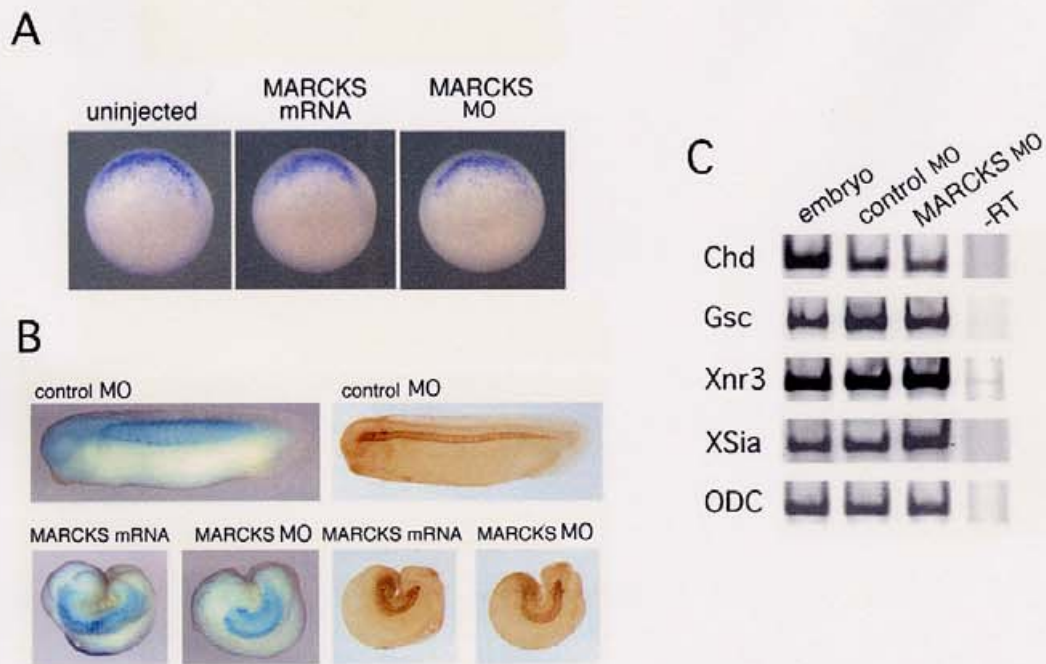 A
uninjected
MARCKS
mRNA
MARCKS
MO
B
control MO
control MO
MARCKS mRNA
MARCKS MO
MARCKS mRNA
MARCKS MO
C
embryo
control MO
MARCKS MO
-RT
Chd
Gsc
Xnr3
XSia
ODC